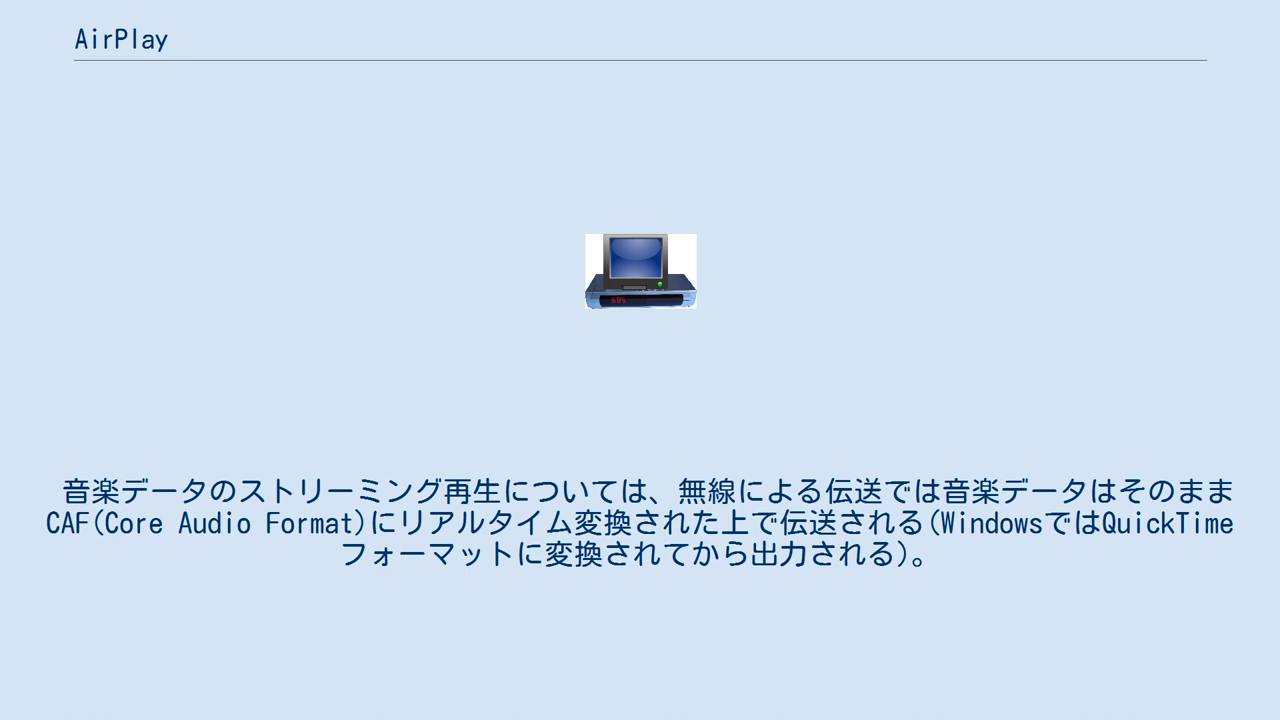 AirPlay
音楽データのストリーミング再生については、無線による伝送では音楽データはそのまま
CAF(Core Audio Format)にリアルタイム変換された上で伝送される(WindowsではQuickTime
フォーマットに変換されてから出力される)。